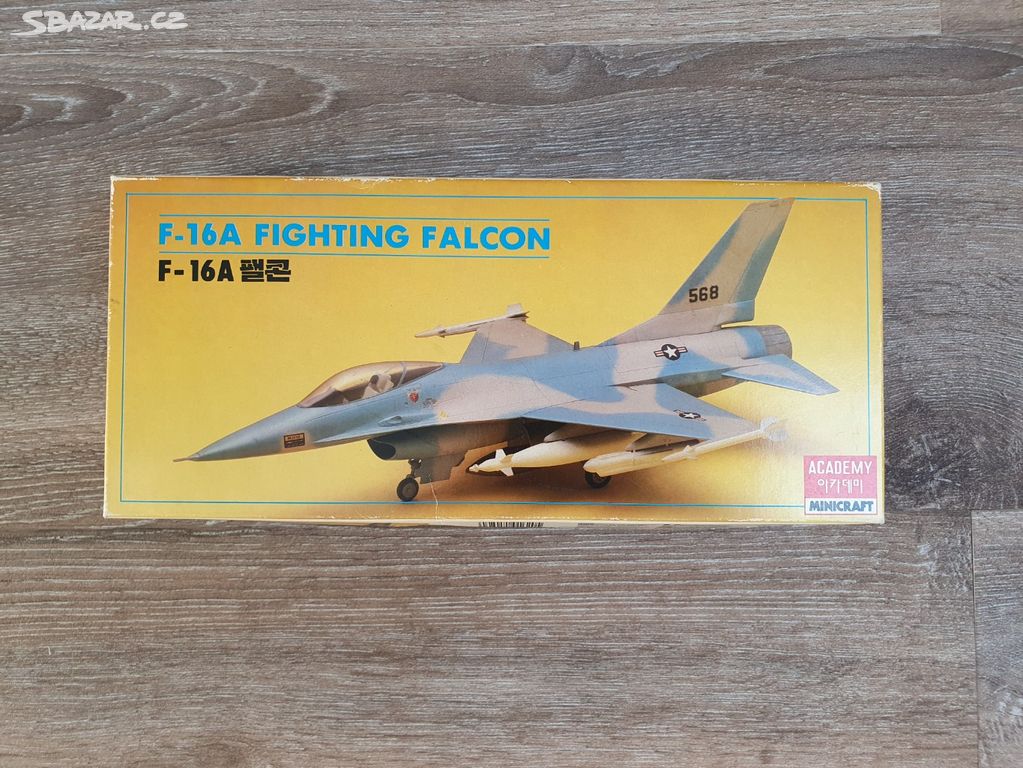 SBAZAR.CZ
F-16A FIGHTING FALCON
F-16A 팰콘
568
ACADEMY
아카데미
MINICRAFT